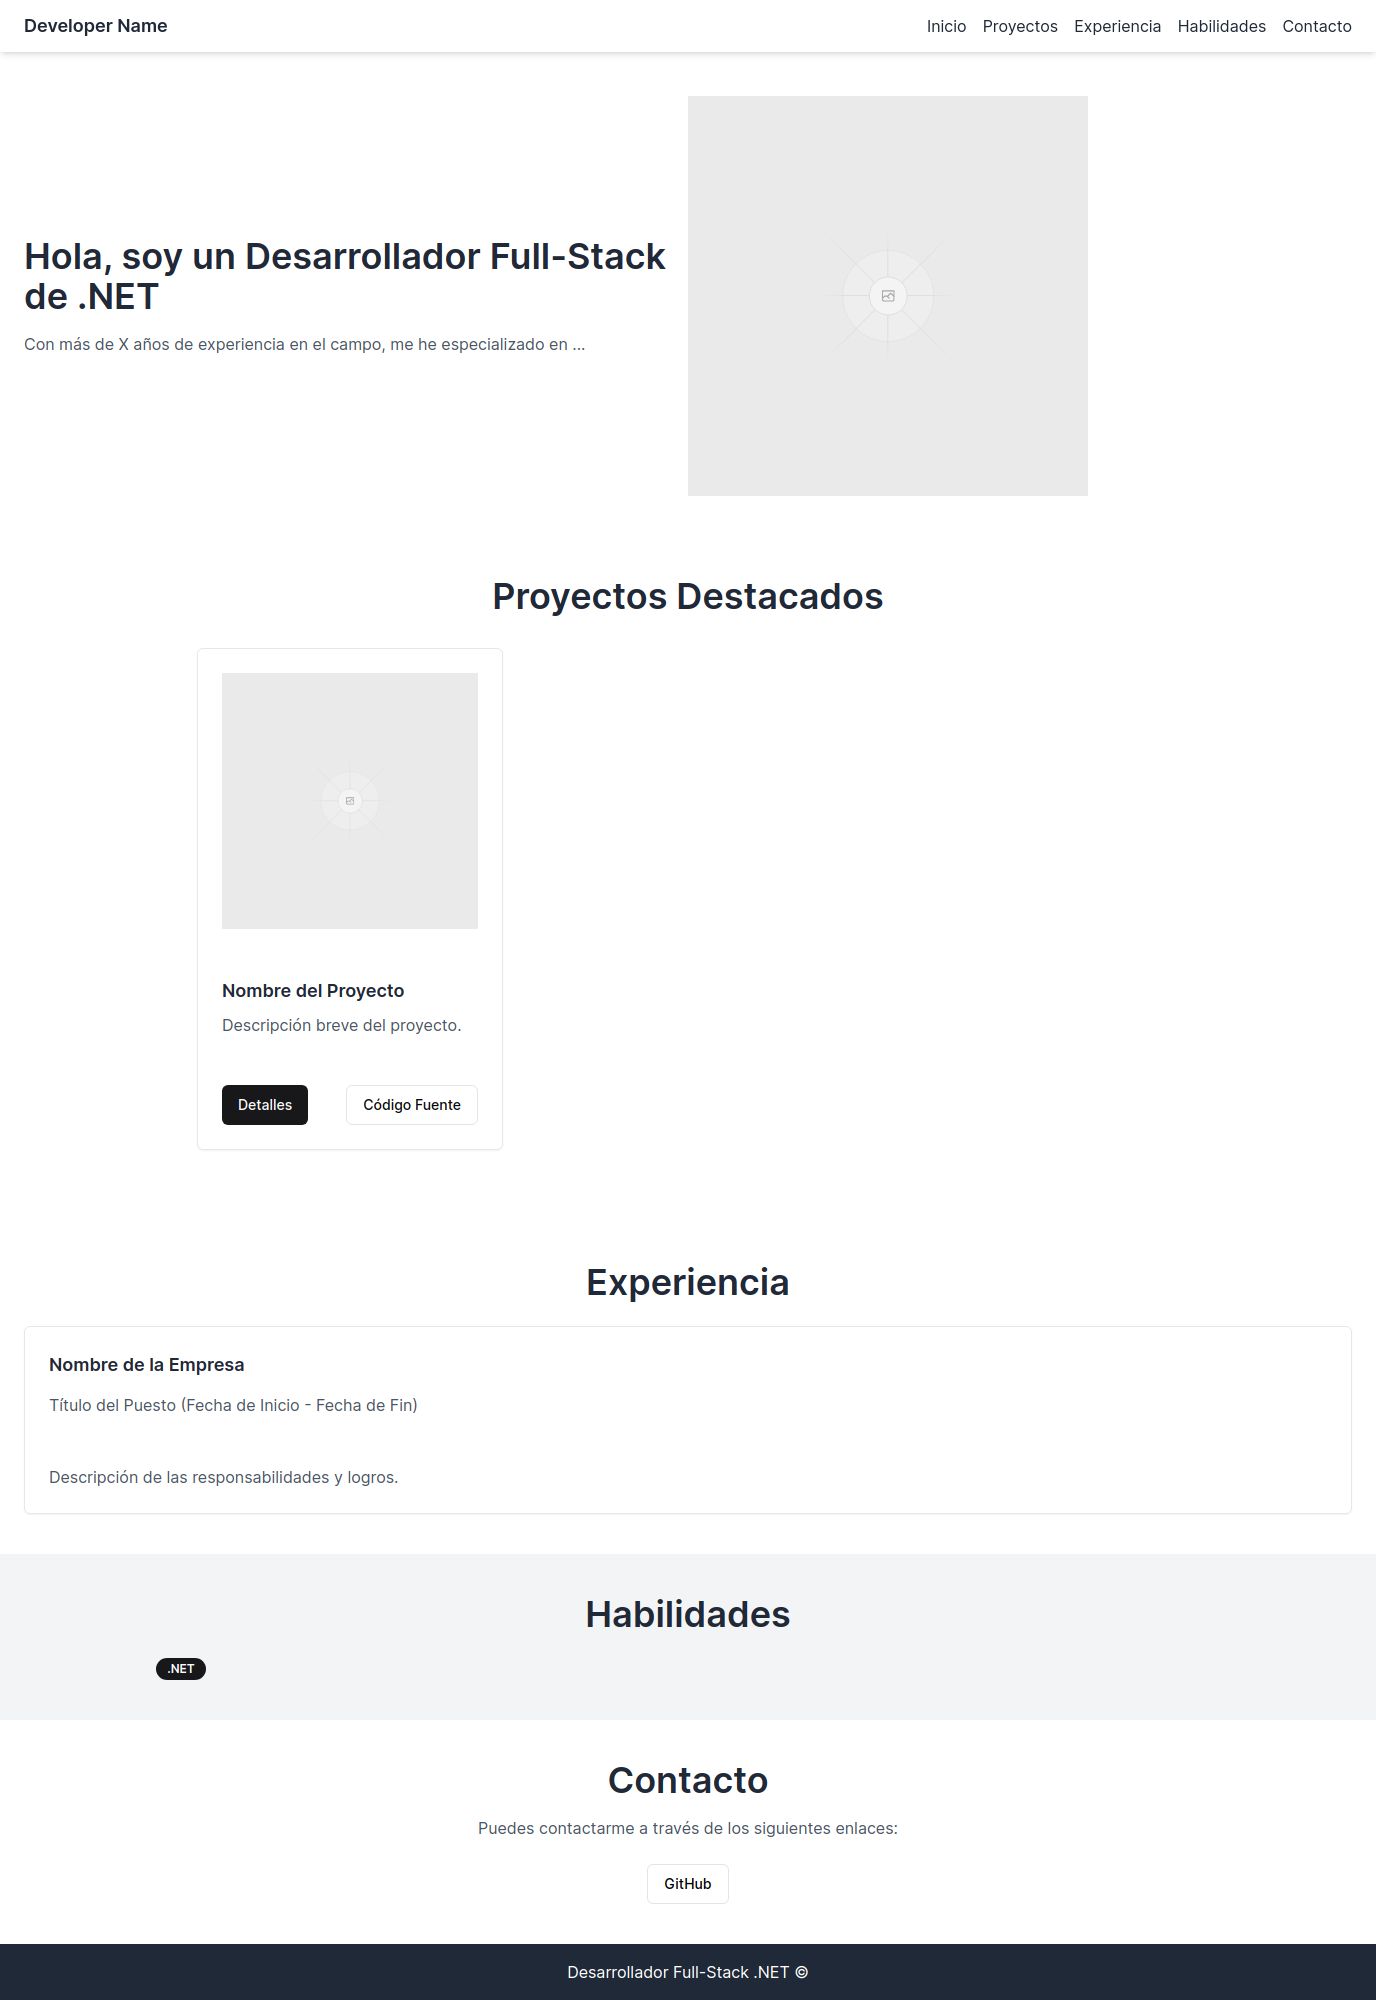 Developer Name
Inicio Proyectos Experiencia Habilidades Contacto
Hola, soy un Desarrollador Full-Stack
de .NET
Con más de X años de experiencia en el campo, me he especializado en ...
Proyectos Destacados
Nombre del Proyecto
Descripción breve del proyecto.
Detalles
Código Fuente
Experiencia
Nombre de la Empresa
Título del Puesto (Fecha de Inicio - Fecha de Fin)
Descripción de las responsabilidades y logros.
Habilidades
.NET
Contacto
Puedes contactarme a través de los siguientes enlaces:
GitHub
Desarrollador Full-Stack .NET ©